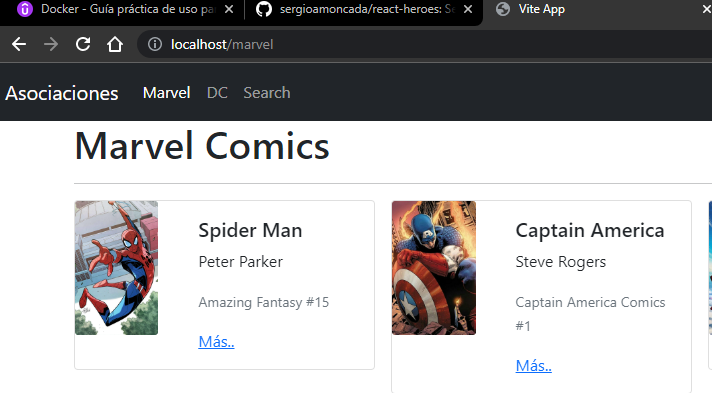 Docker - Guía práctica de uso pa
sergioamoncada/react-heroes: Se
Vite App
localhost/marvel
Asociaciones Marvel DC Search
Marvel Comics
Spider Man
Peter Parker
Amazing Fantasy #15
Más..
Captain America
Steve Rogers
Captain America Comics
#1
Más..